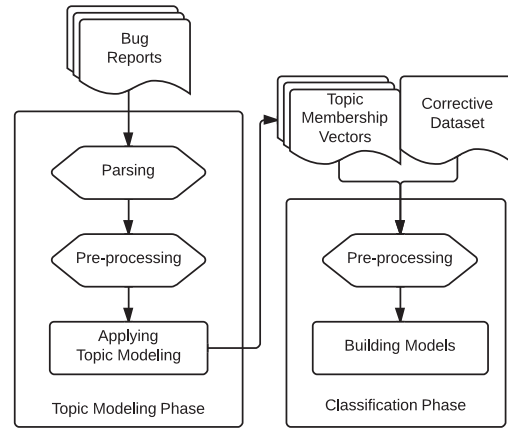 Bug
Reports
Parsing
Pre-processing
Applying
Topic Modeling
Topic Modeling Phase
Topic
Membership
Vectors
Corrective
Dataset
Pre-processing
Building Models
Classification Phase